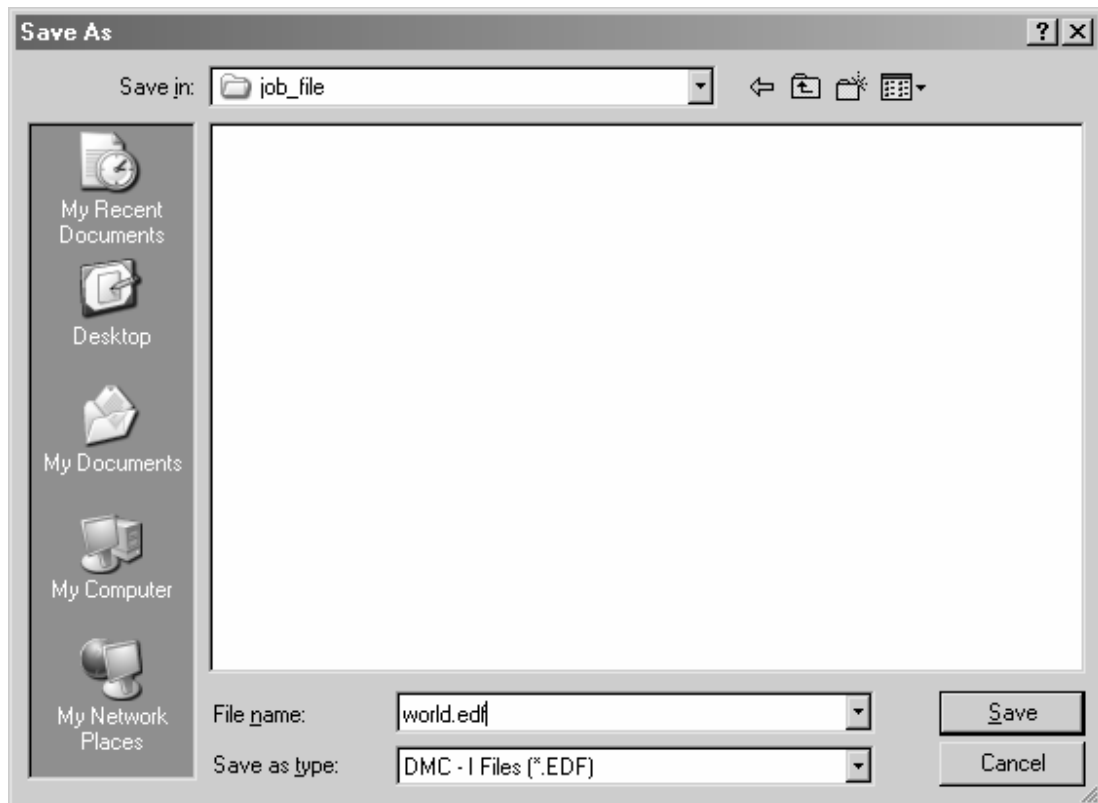 Save As
Save in:
job_file
My Recent
Documents
Desktop
My Documents
My Computer
My Network
Places
File name:
world.edf
Save
Save as type:
DMC - I Files (*.EDF)
Cancel